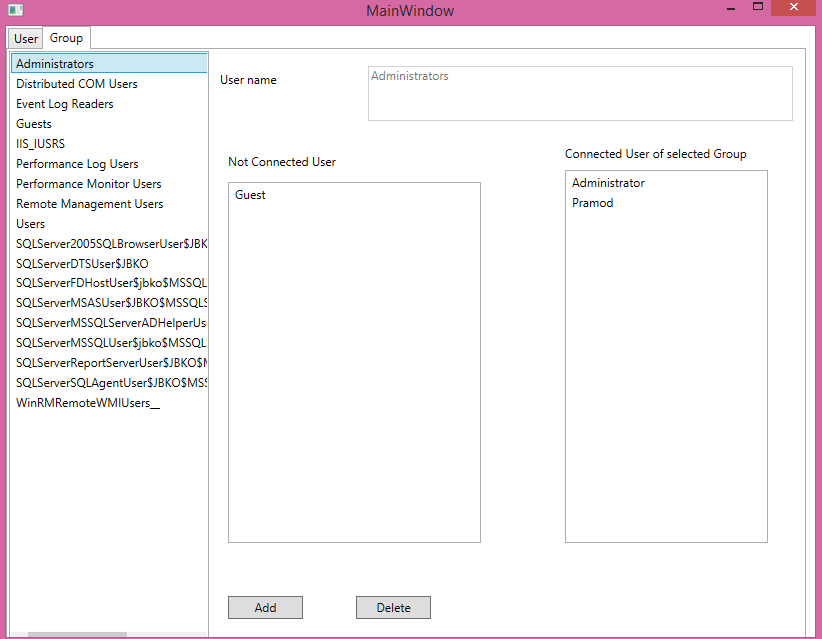 MainWindow
User
Group
Administrators
Distributed COM Users
Event Log Readers
Guests
IIS_IUSRS
Performance Log Users
Performance Monitor Users
Remote Management Users
Users
SQLServer2005SQLBrowserUser$JBK
SQLServerDTSUser$JBKO
SQLServerFDHostUser$jbko$MSSQL
SQLServerMSASUser$JBKO$MSSQLS
SQLServerMSSQLServerADHelperUs
SQLServerMSSQLUser$jbko$MSSQL
SQLServerReportServerUser$JBKO$M
SQLServerSQLAgentUser$JBKO$MSS
WinRMRemoteWMIUsers__
User name
Administrators
Not Connected User
Guest
Connected User of selected Group
Administrator
Pramod
Add
Delete